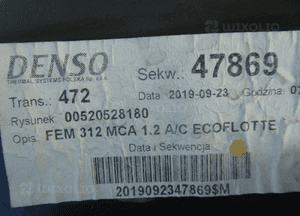 DENSO
THERMAL SYSTEMS POLSKA Sp. z o.o.
Sekw.: 47869
Trans.: 472
Data: 2019-09-23 Godzina:
Rysunek: 00520528180
Opis: FEM 312 MCA 1.2 A/C ECOFLOTTE
Data i Sekwencja
2019092347869$M